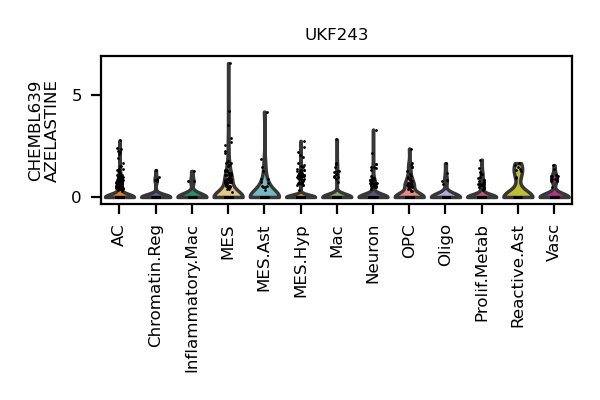 UKF243
CHEMBL639
AZELASTINE
5
0
AC
Chromatin.Reg
Inflammatory.Mac
MES
MES.Ast
MES.Hyp
Mac
Neuron
OPC
Oligo
Prolif.Metab
Reactive.Ast
Vasc